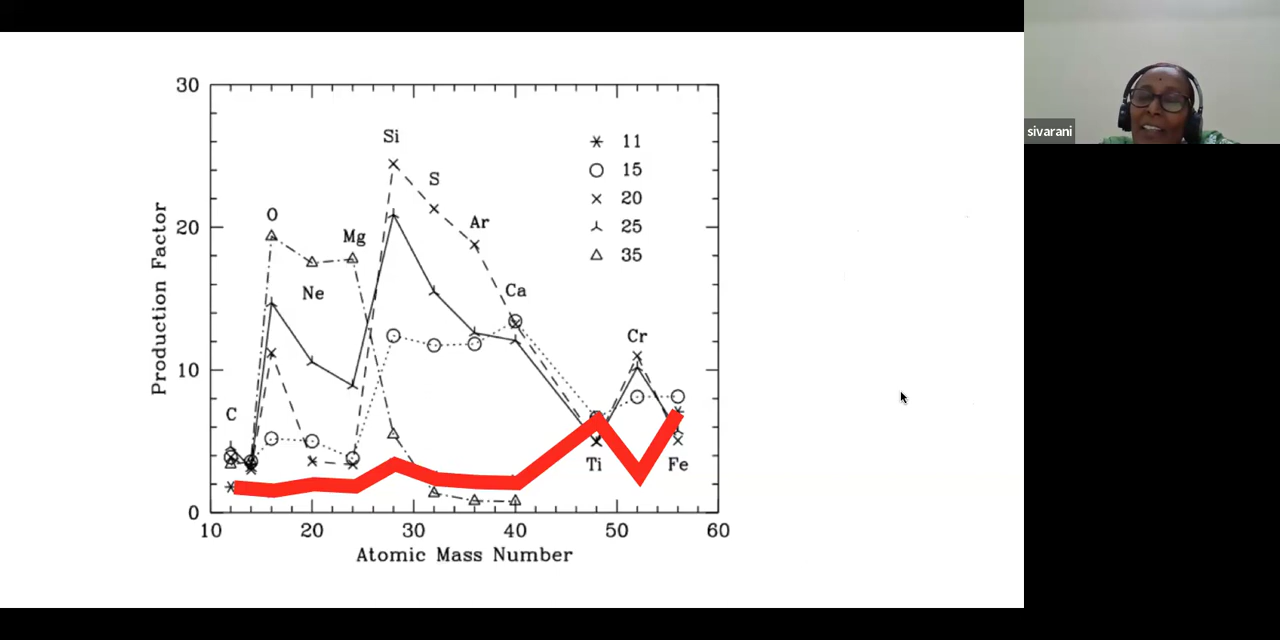 30
Si
11
sivarani
15
S
20
O
Ar
20
25
Mg
35
Production Factor
Ne
Ca
Cr
10
C
Ti
Fe
0
10
20
30
40
50
60
Atomic Mass Number